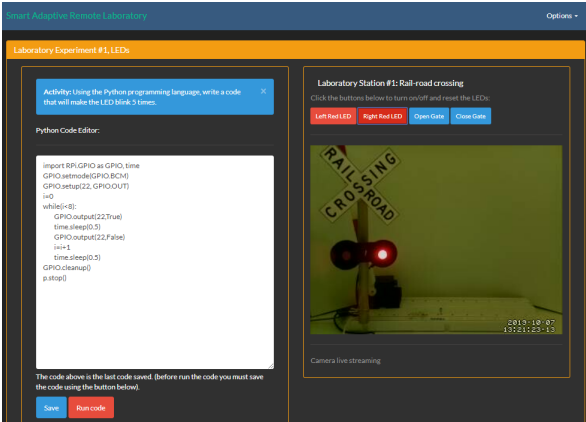 Smart Adaptive Remote Laboratory
Options
Laboratory Experiment #1, LEDs
Activity: Using the Python programming language, write a code
that will make the LED blink 5 times.
×
Python Code Editor:
import RPi.GPIO as GPIO, time
GPIO.setmode(GPIO.BCM)
GPIO.setup(22, GPIO.OUT)
i=0
while(i<8):
GPIO.output(22,True)
time.sleep(0.5)
GPIO.output(22,False)
i=i+1
time.sleep(0.5)
GPIO.cleanup()
p.stop()
The code above is the last code saved. (before run the code you must save
the code using the button below).
Save Run code
Laboratory Station #1: Rail-road crossing
Click the buttons below to turn on/off and reset the LEDs:
Left Red LED Right Red LED Open Gate Close Gate
RAIL ROAD
CROSSING
2019-10-07
13:21:23-13
Camera live streaming